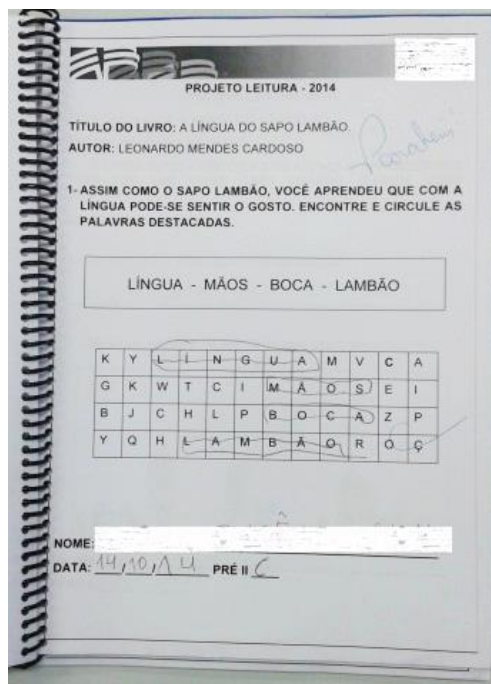 PROJETO LEITURA - 2014
TÍTULO DO LIVRO: A LÍNGUA DO SAPO LAMBÃO.
AUTOR: LEONARDO MENDES CARDOSO
Parabéns
1- ASSIM COMO O SAPO LAMBÃO, VOCÊ APRENDEU QUE COM A
LÍNGUA PODE-SE SENTIR O GOSTO. ENCONTRE E CIRCULE AS
PALAVRAS DESTACADAS.
LÍNGUA - MÃOS - BOCA - LAMBÃO
K Y L Í N G U A M V C A
G K W T C I M Ã O S E I
B J C H L P B O C A Z P
Y Q H L A M B Ã O R O Ç
NOME:
DATA: 14,10,14 PRÉ II C